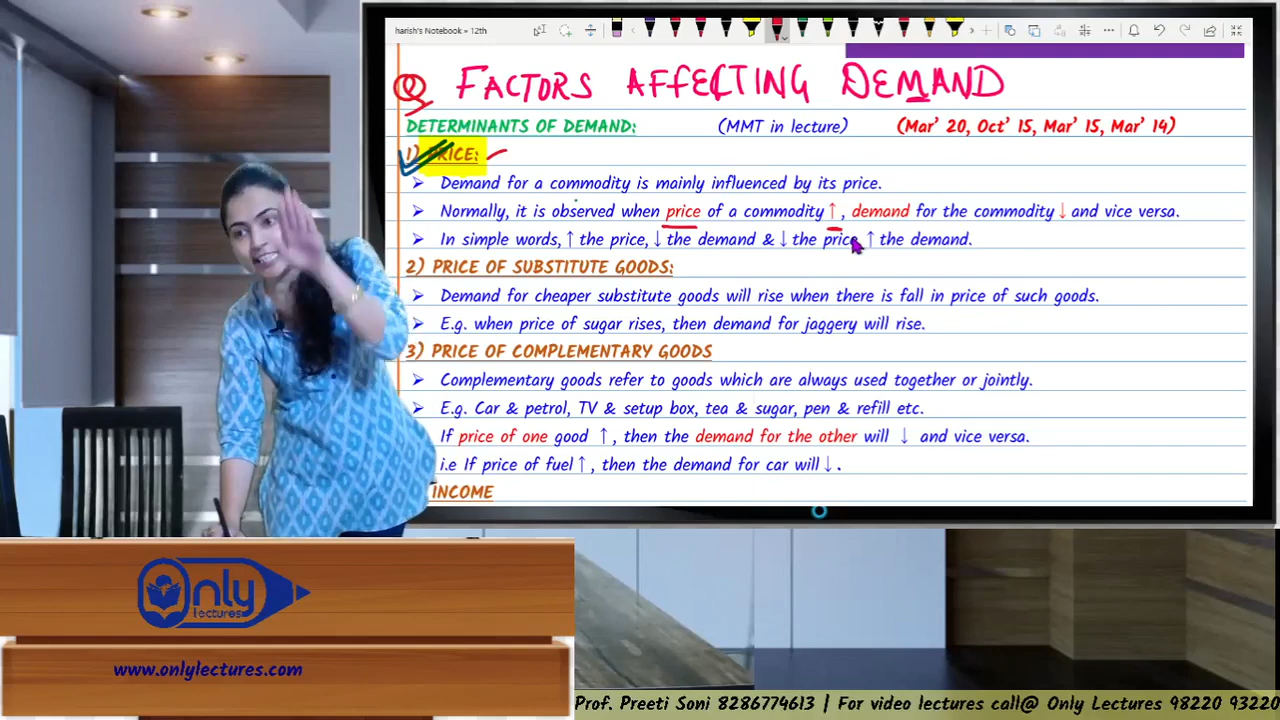 harish's Notebook » 12th
Q FACTORS AFFECTING DEMAND
DETERMINANTS OF DEMAND: (MMT in lecture) (Mar' 20, Oct' 15, Mar' 15, Mar' 14)
1) PRICE:
➢ Demand for a commodity is mainly influenced by its price.
➢ Normally, it is observed when price of a commodity ↑, demand for the commodity ↓ and vice versa.
➢ In simple words, ↑ the price, ↓ the demand & ↓ the price ↑ the demand.
2) PRICE OF SUBSTITUTE GOODS:
➢ Demand for cheaper substitute goods will rise when there is fall in price of such goods.
➢ E.g. when price of sugar rises, then demand for jaggery will rise.
3) PRICE OF COMPLEMENTARY GOODS
➢ Complementary goods refer to goods which are always used together or jointly.
➢ E.g. Car & petrol, TV & setup box, tea & sugar, pen & refill etc.
If price of one good ↑, then the demand for the other will ↓ and vice versa.
i.e If price of fuel ↑, then the demand for car will ↓.
INCOME
Only
lectures
www.onlylectures.com
Prof. Preeti Soni 8286774613 | For video lectures call@ Only Lectures 98220 93220